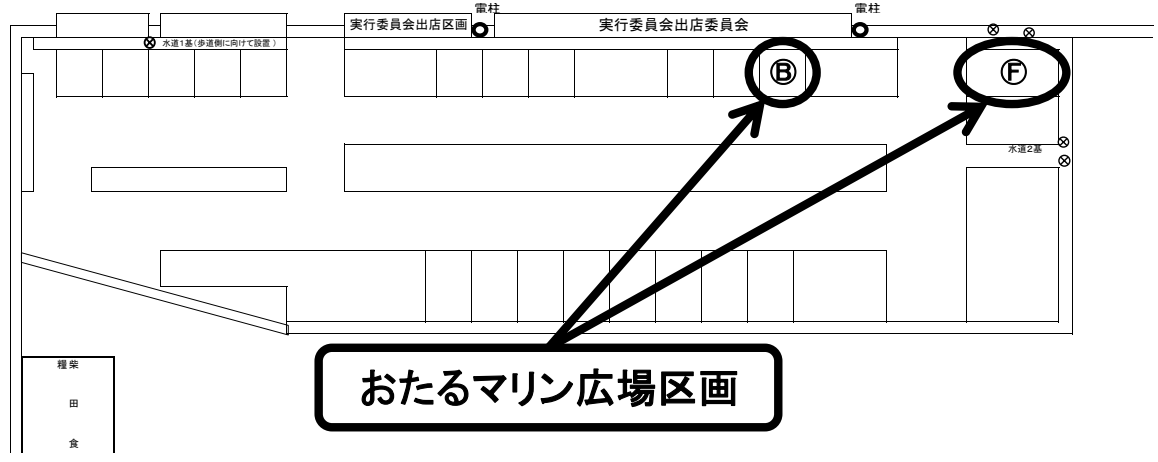 電柱
電柱
実行委員会出店区画
実行委員会出店委員会
水道1基(歩道側に向けて設置)
Ⓑ
Ⓕ
水道2基
おたるマリン広場区画
糧柴
田
食